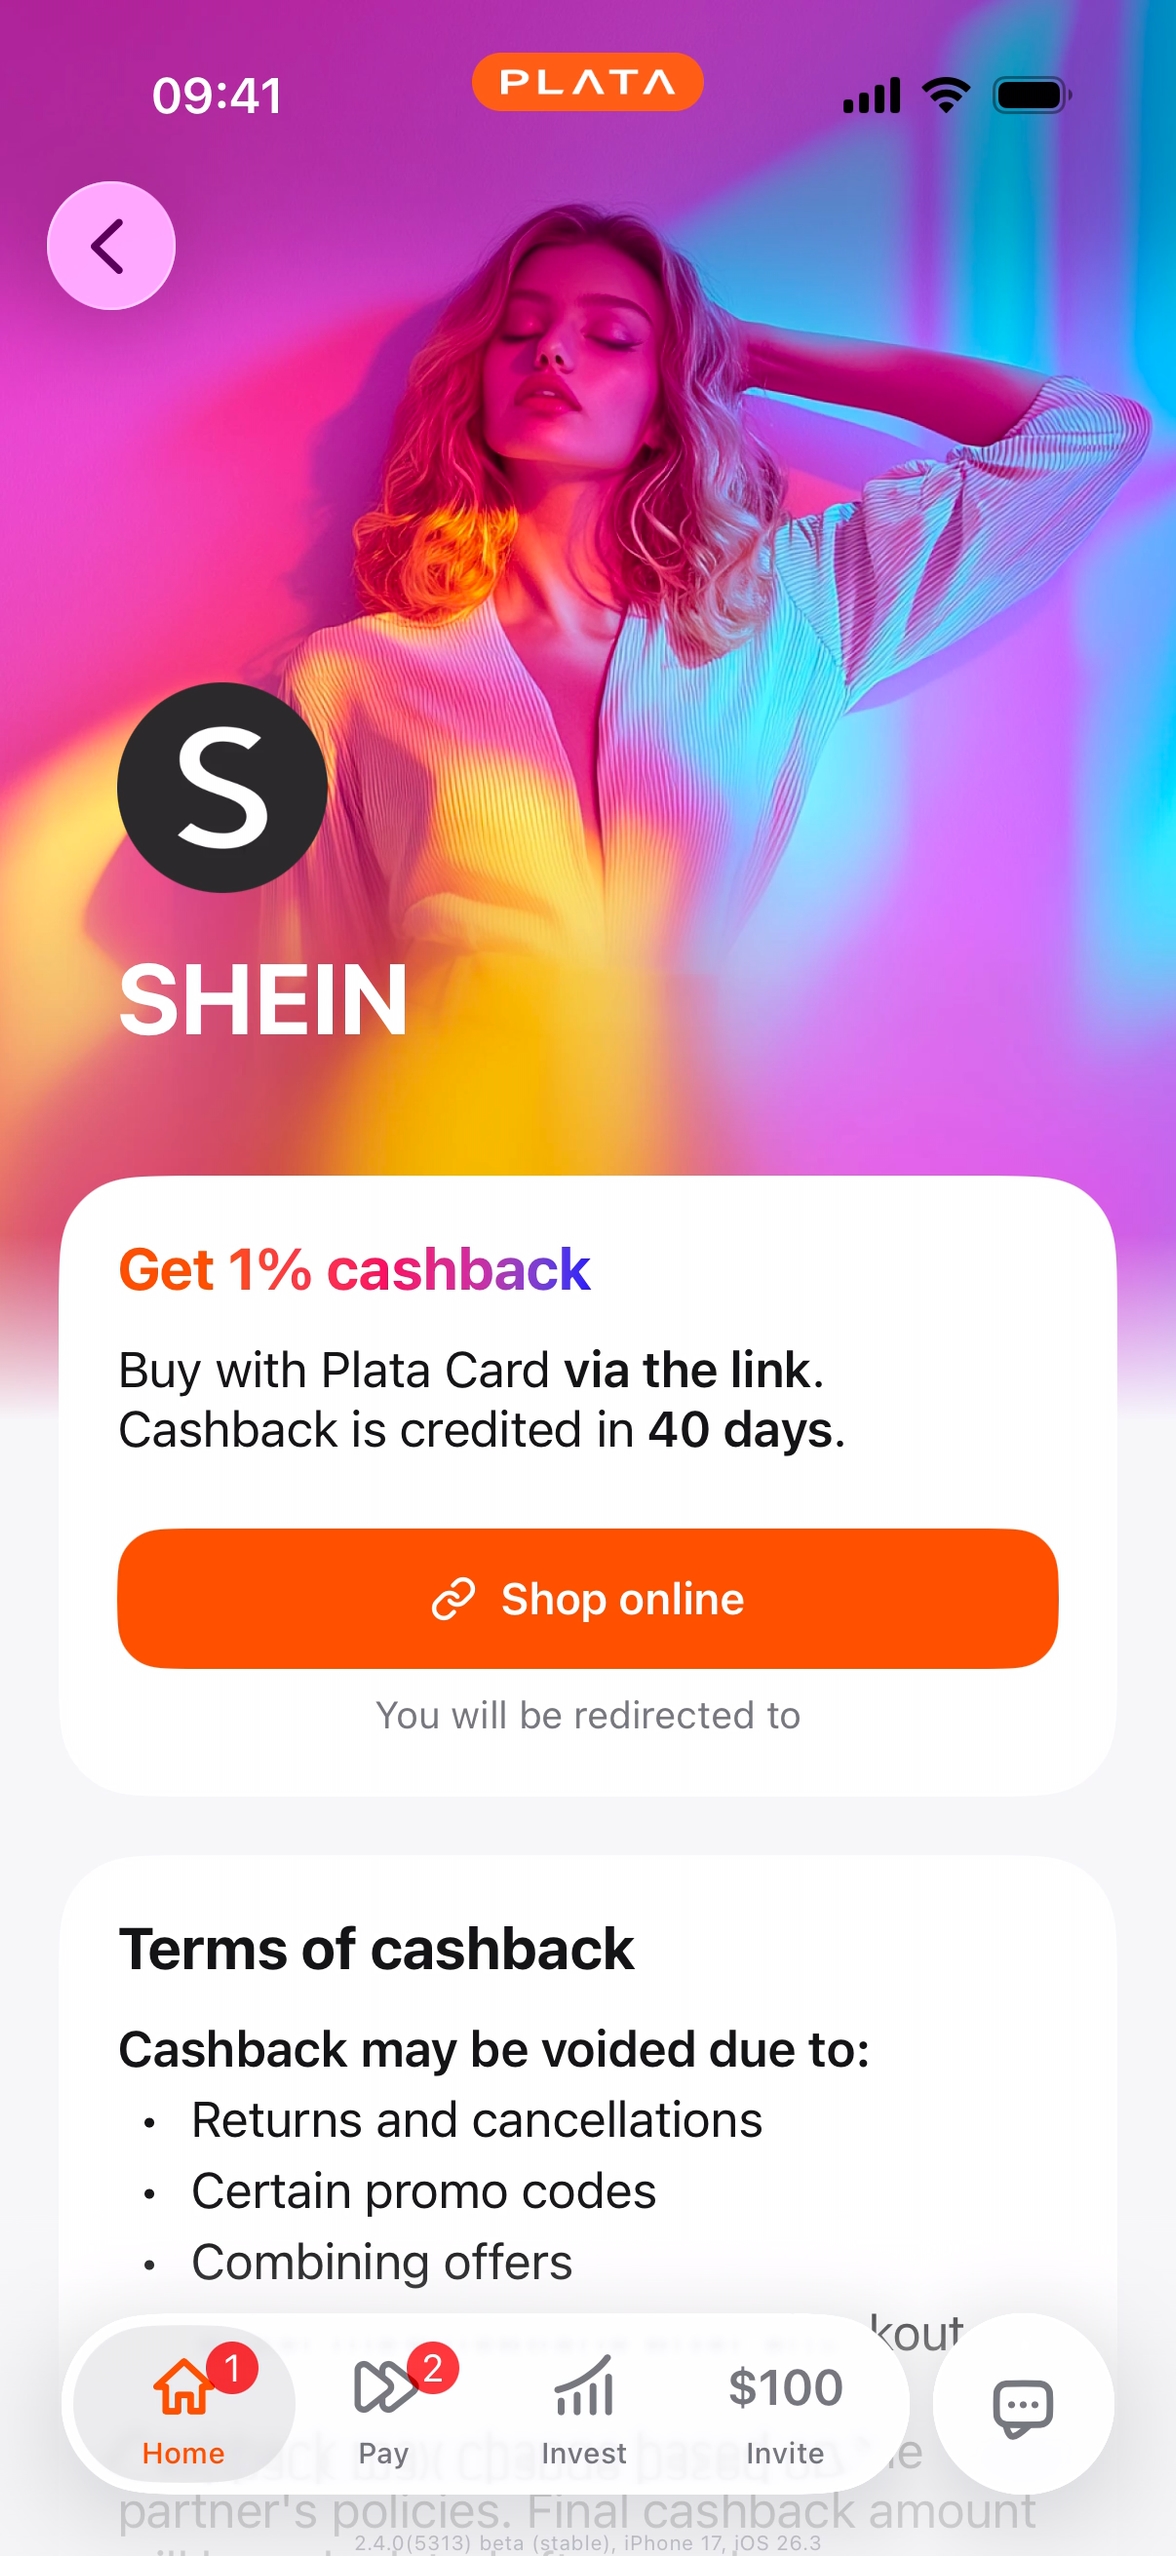 09:41
PLATA
S
SHEIN
Get 1% cashback
Buy with Plata Card via the link.
Cashback is credited in 40 days.
Shop online
You will be redirected to
Terms of cashback
Cashback may be voided due to:
• Returns and cancellations
• Certain promo codes
• Combining offers
1
2
$100
Home
Pay
Invest
Invite
partner's policies. Final cashback amount
2.4.0(5313) beta (stable), iPhone 17, iOS 26.3